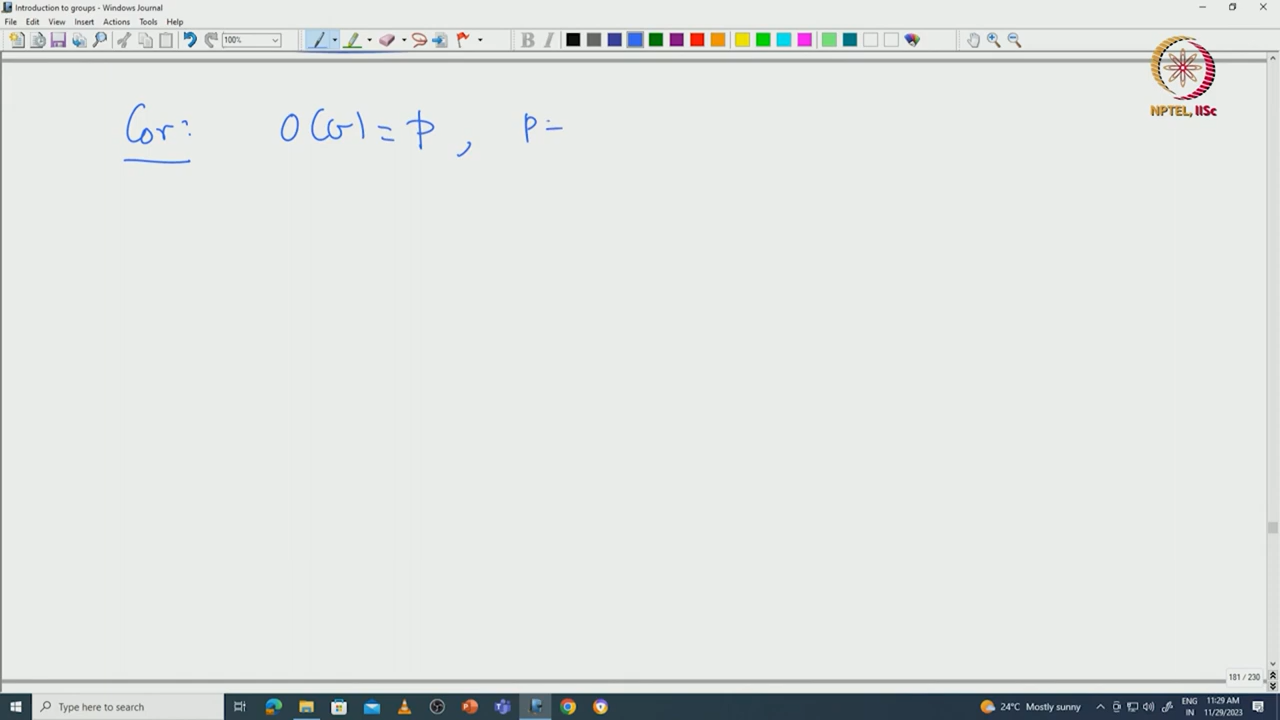 Introduction to groups - Windows Journal
File Edit View Insert Actions Tools Help
100%
B I
NPTEL, IISc
Cor: O(G) = p, p =
181 / 230
Type here to search
24°C Mostly sunny
ENG
IN
11:29 AM
11/29/2023